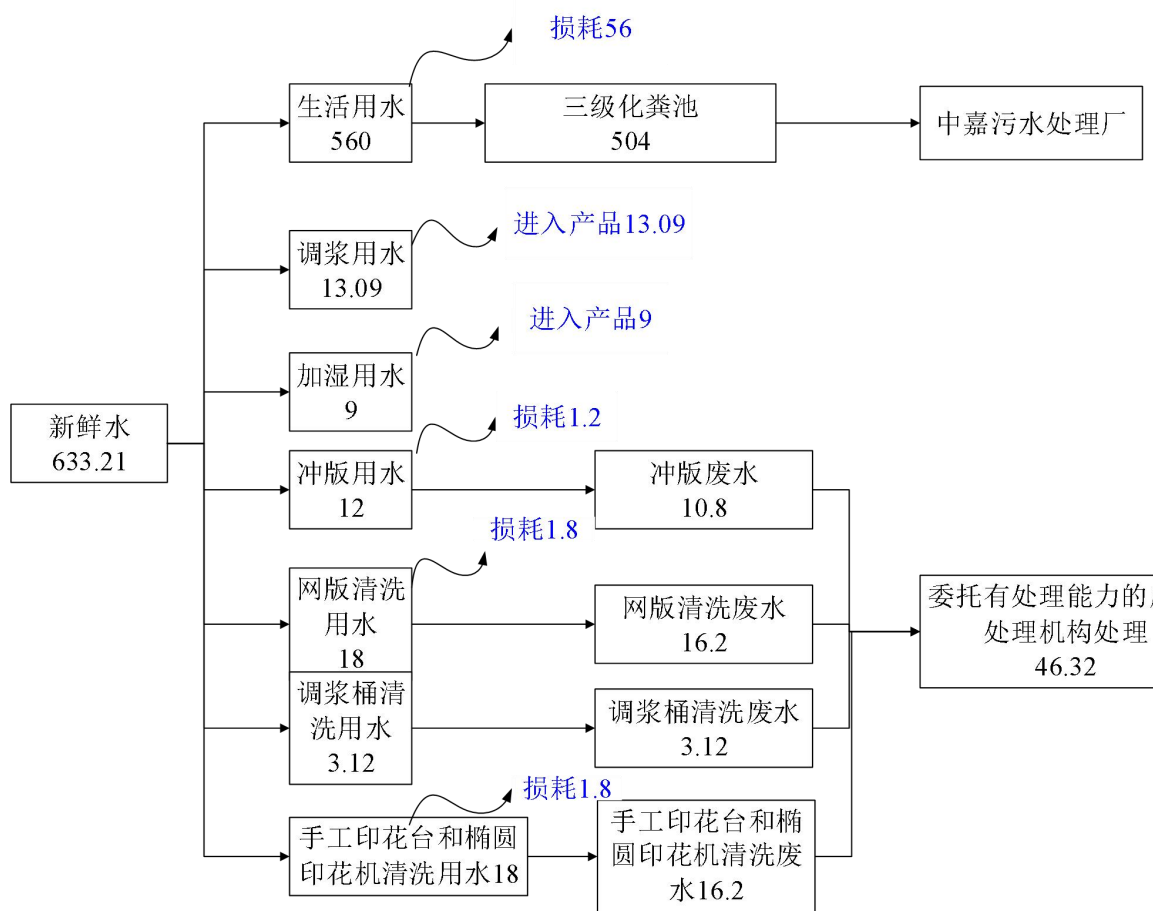 损耗56
生活用水
560
三级化粪池
504
中嘉污水处理厂
进入产品13.09
调浆用水
13.09
进入产品9
加湿用水
9
新鲜水
633.21
损耗1.2
冲版用水
12
冲版废水
10.8
损耗1.8
网版清洗
用水
18
网版清洗废水
16.2
委托有处理能力的
处理机构处理
46.32
调浆桶清
洗用水
3.12
调浆桶清洗废水
3.12
损耗1.8
手工印花台和椭圆
印花机清洗用水18
手工印花台和椭
圆印花机清洗废
水16.2